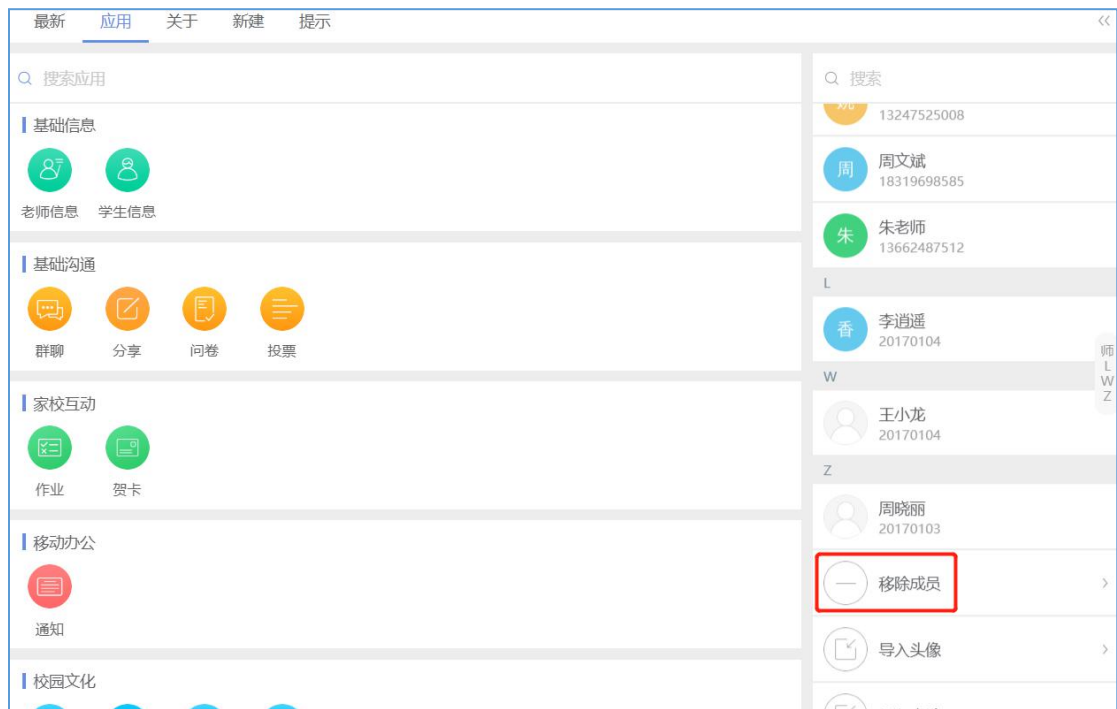 最新 应用 关于 新建 提示
搜索应用
基础信息
老师信息 学生信息
基础沟通
群聊 分享 问卷 投票
家校互动
作业 贺卡
移动办公
通知
校园文化
搜索
13247525008
周 周文斌
18319698585
朱 朱老师
13662487512
L
香 李逍遥
20170104
W
王小龙
20170104
Z
周晓丽
20170103
移除成员
导入头像
师
L
W
Z